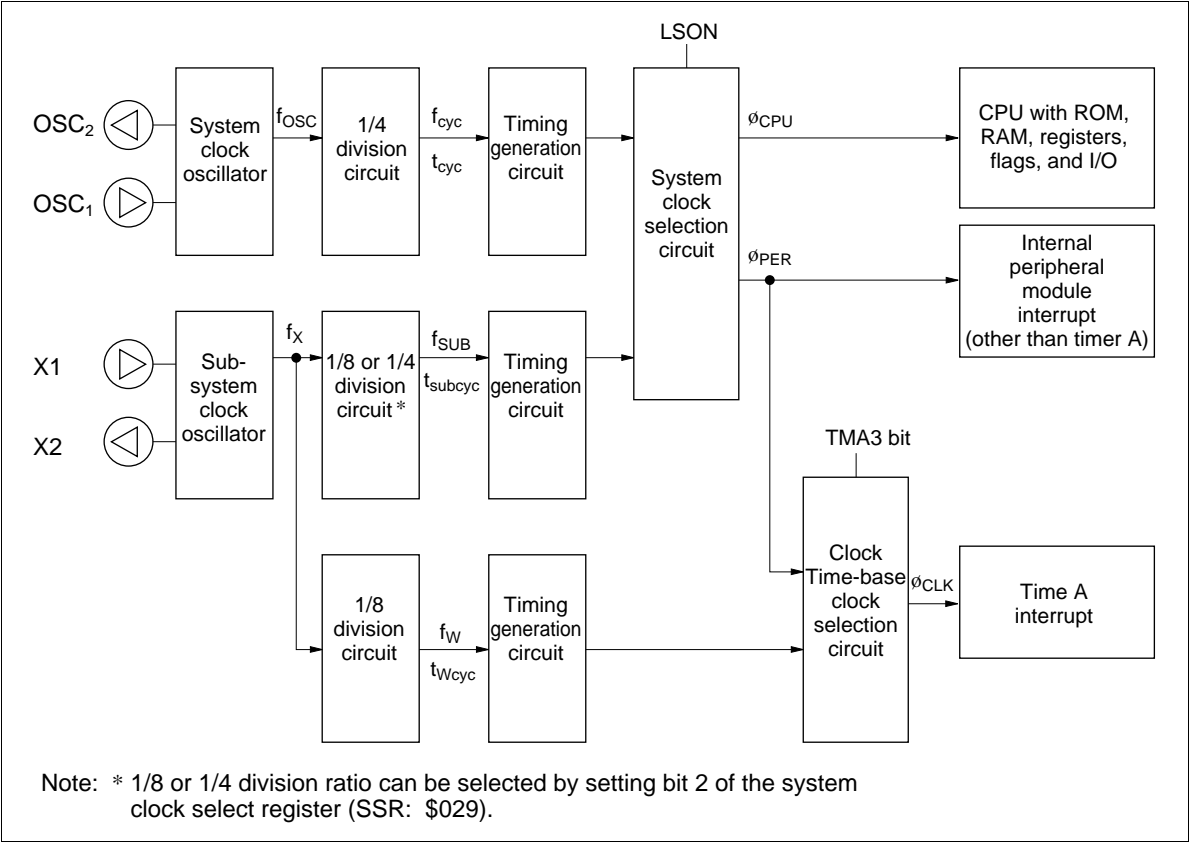 LSON
OSC2
OSC1
System
clock
oscillator
fOSC
1/4
division
circuit
fcyc
tcyc
Timing
generation
circuit
System
clock
selection
circuit
øCPU
CPU with ROM,
RAM, registers,
flags, and I/O
øPER
Internal
peripheral
module
interrupt
(other than timer A)
X1
X2
Sub-
system
clock
oscillator
fX
1/8 or 1/4
division
circuit *
fSUB
tsubcyc
Timing
generation
circuit
TMA3 bit
1/8
division
circuit
fW
tWcyc
Timing
generation
circuit
Clock
Time-base
clock
selection
circuit
øCLK
Time A
interrupt
Note: * 1/8 or 1/4 division ratio can be selected by setting bit 2 of the system
clock select register (SSR: $029).